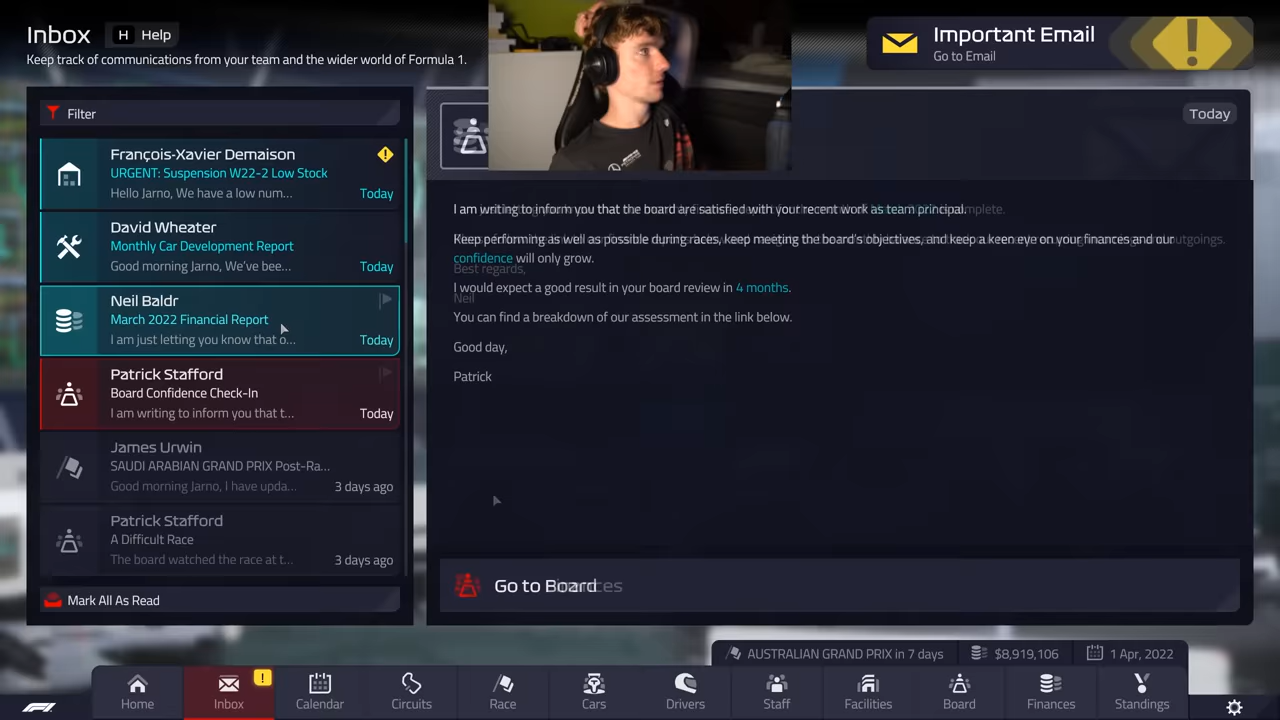 Inbox
H Help
Keep track of communications from your team and the wider world of Formula 1.
Important Email
Go to Email
Filter
François-Xavier Demaison
URGENT: Suspension W22-2 Low Stock
Hello Jarno, We have a low num...
Today
David Wheater
Monthly Car Development Report
Good morning Jarno, We've bee...
Today
Neil Baldr
March 2022 Financial Report
I am just letting you know that o...
Today
Patrick Stafford
Board Confidence Check-In
I am writing to inform you that t...
Today
James Urwin
SAUDI ARABIAN GRAND PRIX Post-Ra...
Good morning Jarno, I have upda...
3 days ago
Patrick Stafford
A Difficult Race
The board watched the race at t...
3 days ago
Mark All As Read
Today
I am writing to inform you that the board are satisfied with your recent work as team principal.
Keep performing as well as possible during races, keep meeting the board's objectives, and keep a keen eye on your finances and our
confidence will only grow.
Best regards,
I would expect a good result in your board review in 4 months.
Neil
You can find a breakdown of our assessment in the link below.
Good day,
Patrick
Go to Board
AUSTRALIAN GRAND PRIX in 7 days
$8,919,106
1 Apr, 2022
Home
Inbox
Calendar
Circuits
Race
Cars
Drivers
Staff
Facilities
Board
Finances
Standings